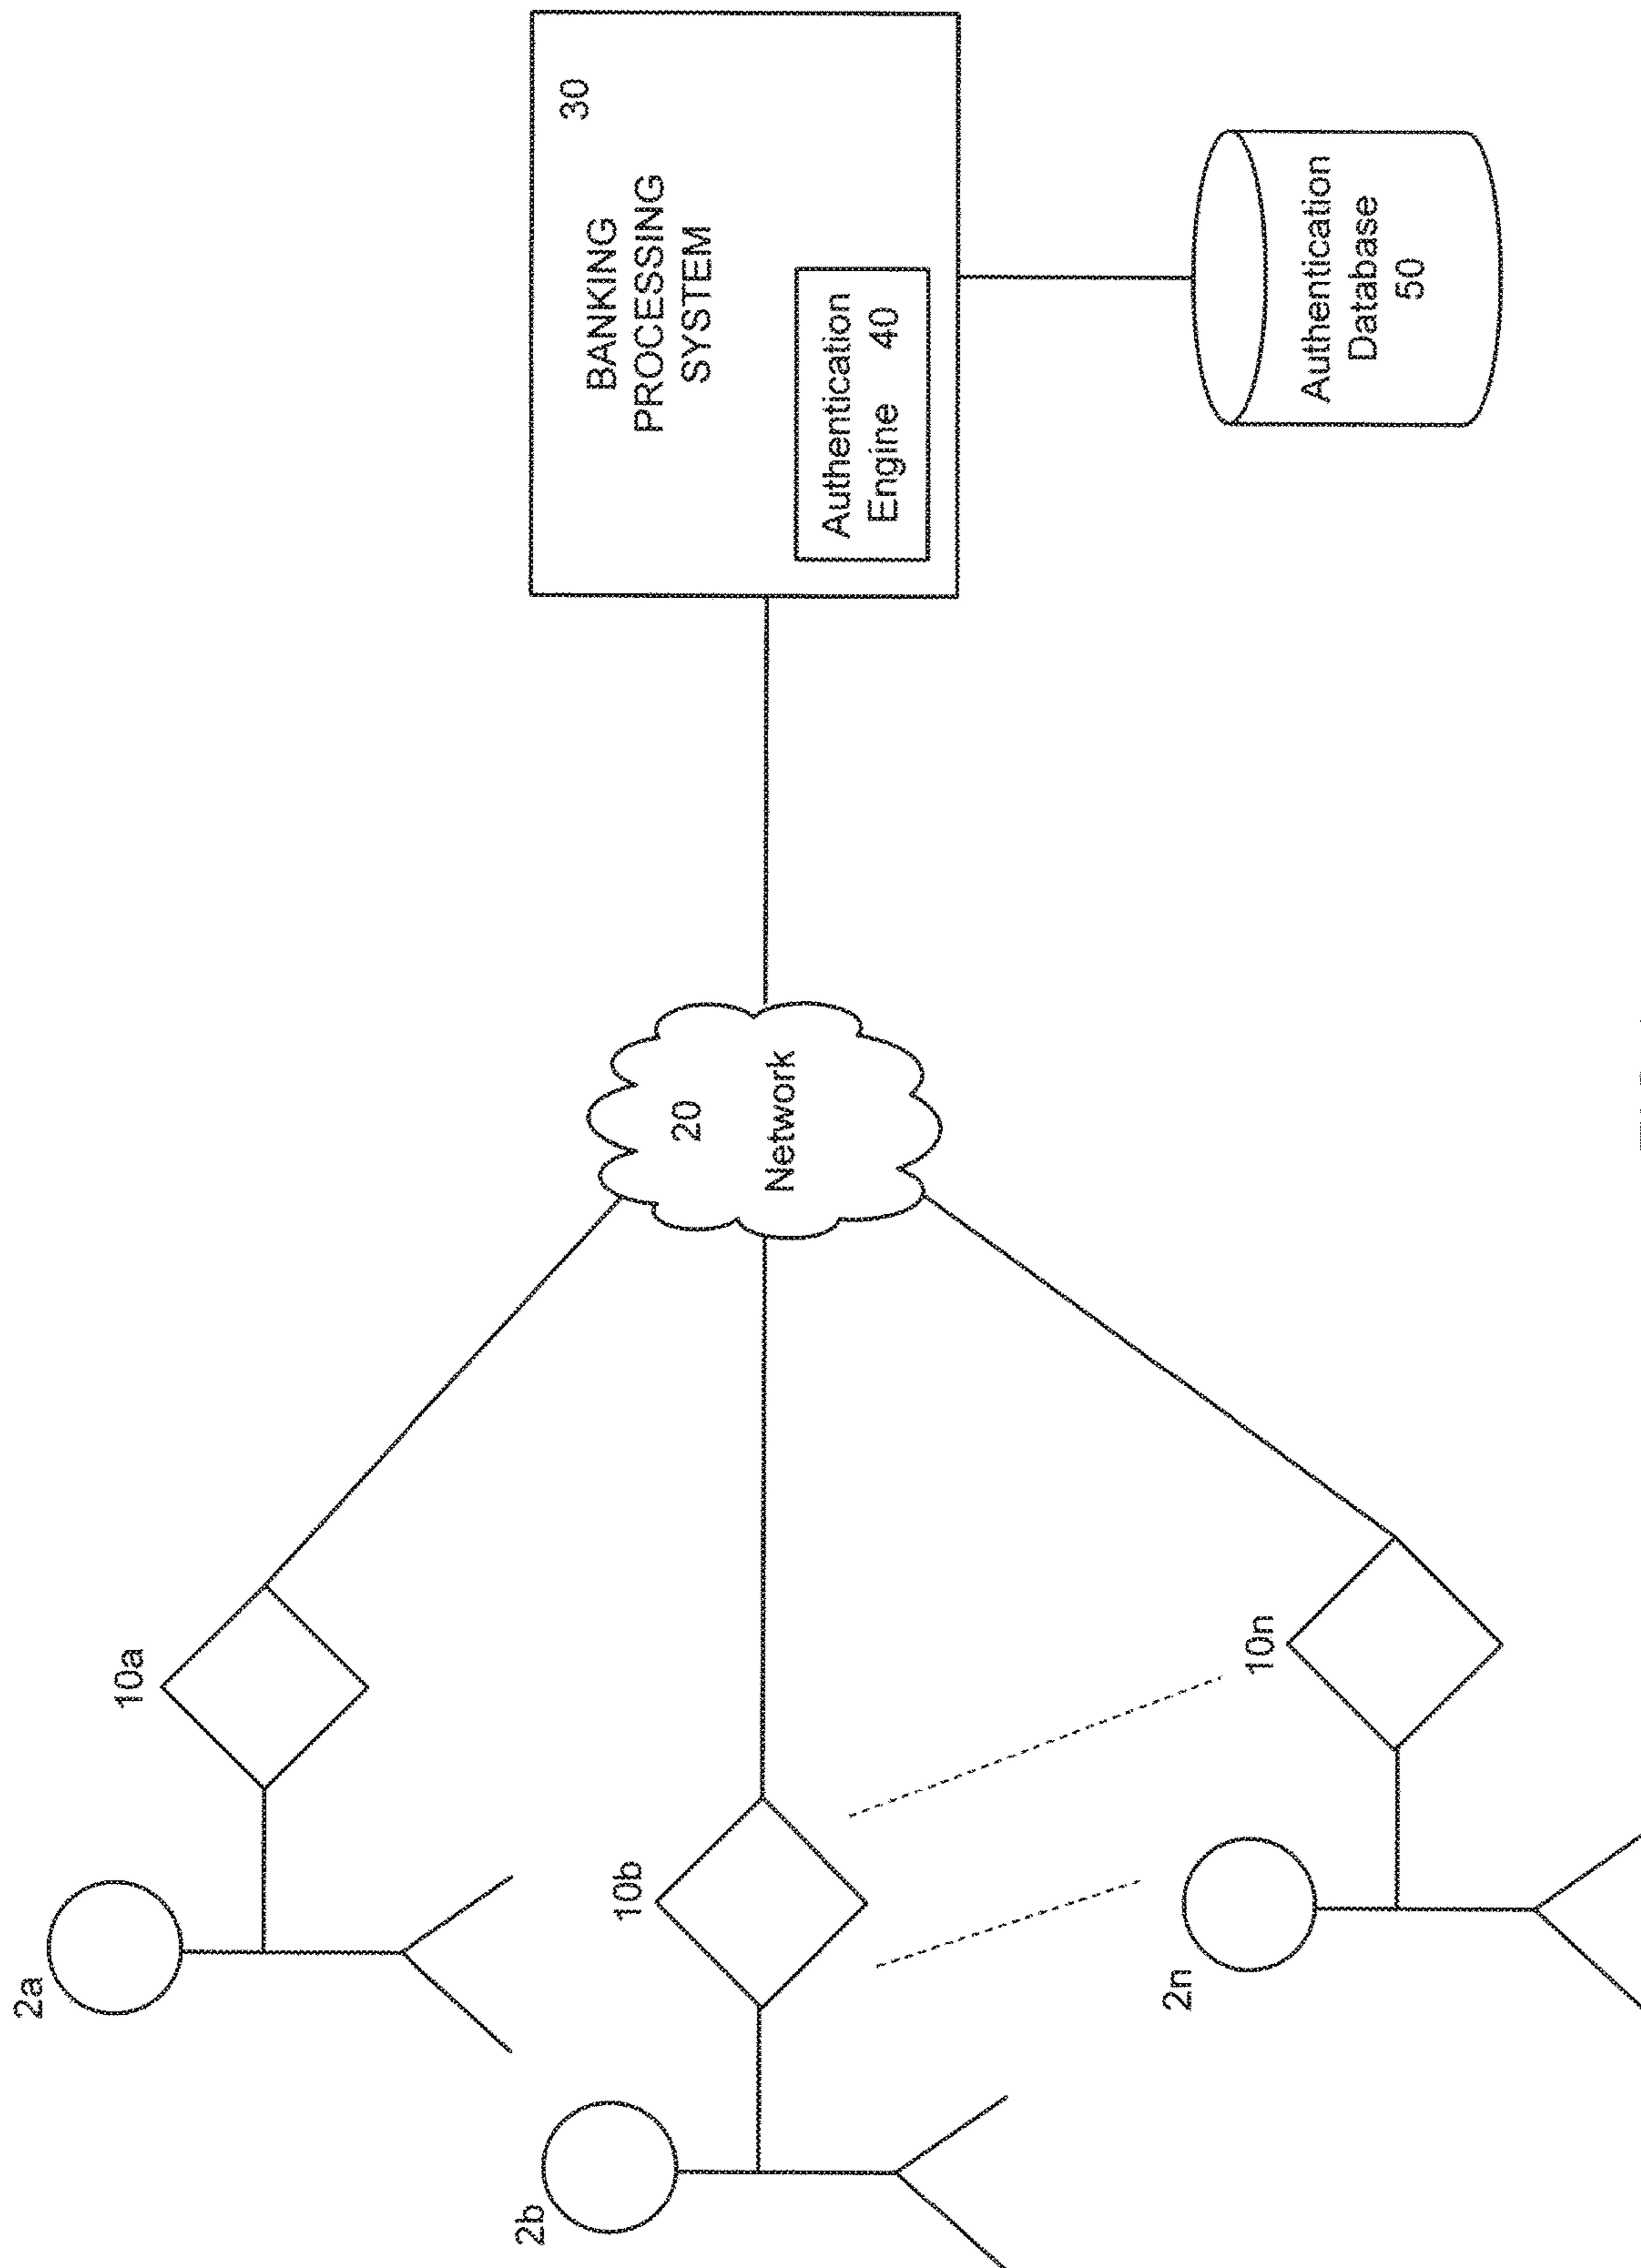 2a
10a
2b
10b
2n
10n
20
Network
30
BANKING
PROCESSING
SYSTEM
Authentication
Engine 40
Authentication
Database
50